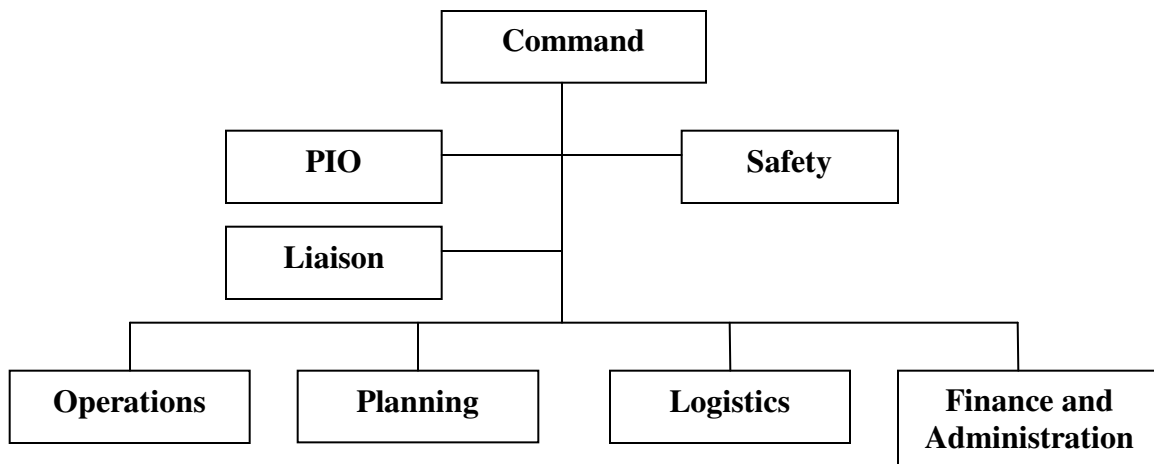 Command
PIO
Safety
Liaison
Operations
Planning
Logistics
Finance and
Administration